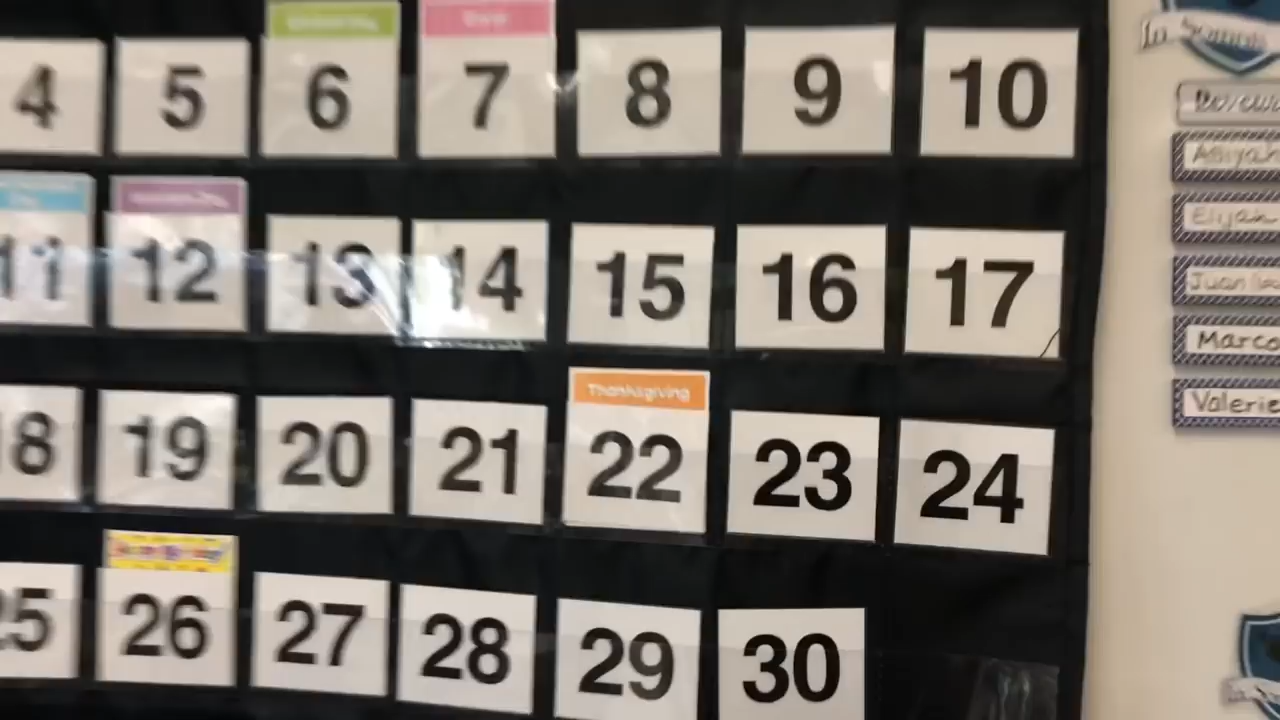 4 5 6 7 8 9 10
11 12 13 14 15 16 17
Thanksgiving
18 19 20 21 22 23 24
25 26 27 28 29 30
Elijah
Marco
Valerie